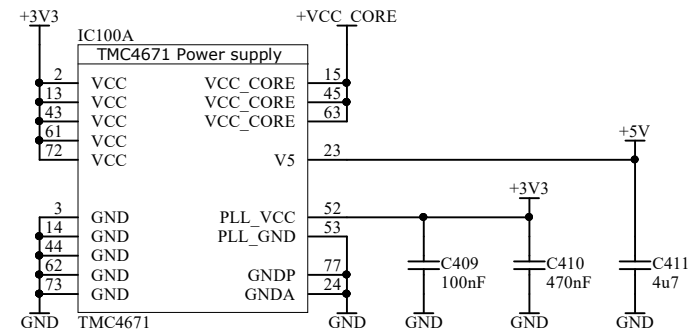 +3V3
+VCC_CORE
IC100A
TMC4671 Power supply
2 VCC VCC_CORE 15
13 VCC VCC_CORE 45
43 VCC VCC_CORE 63
61 VCC
72 VCC V5 23
+5V
+3V3
3 GND PLL_VCC 52
14 GND PLL_GND 53
44 GND
62 GND GNDP 77
73 GND GNDA 24
C409
100nF
C410
470nF
C411
4u7
GND TMC4671 GND GND GND GND